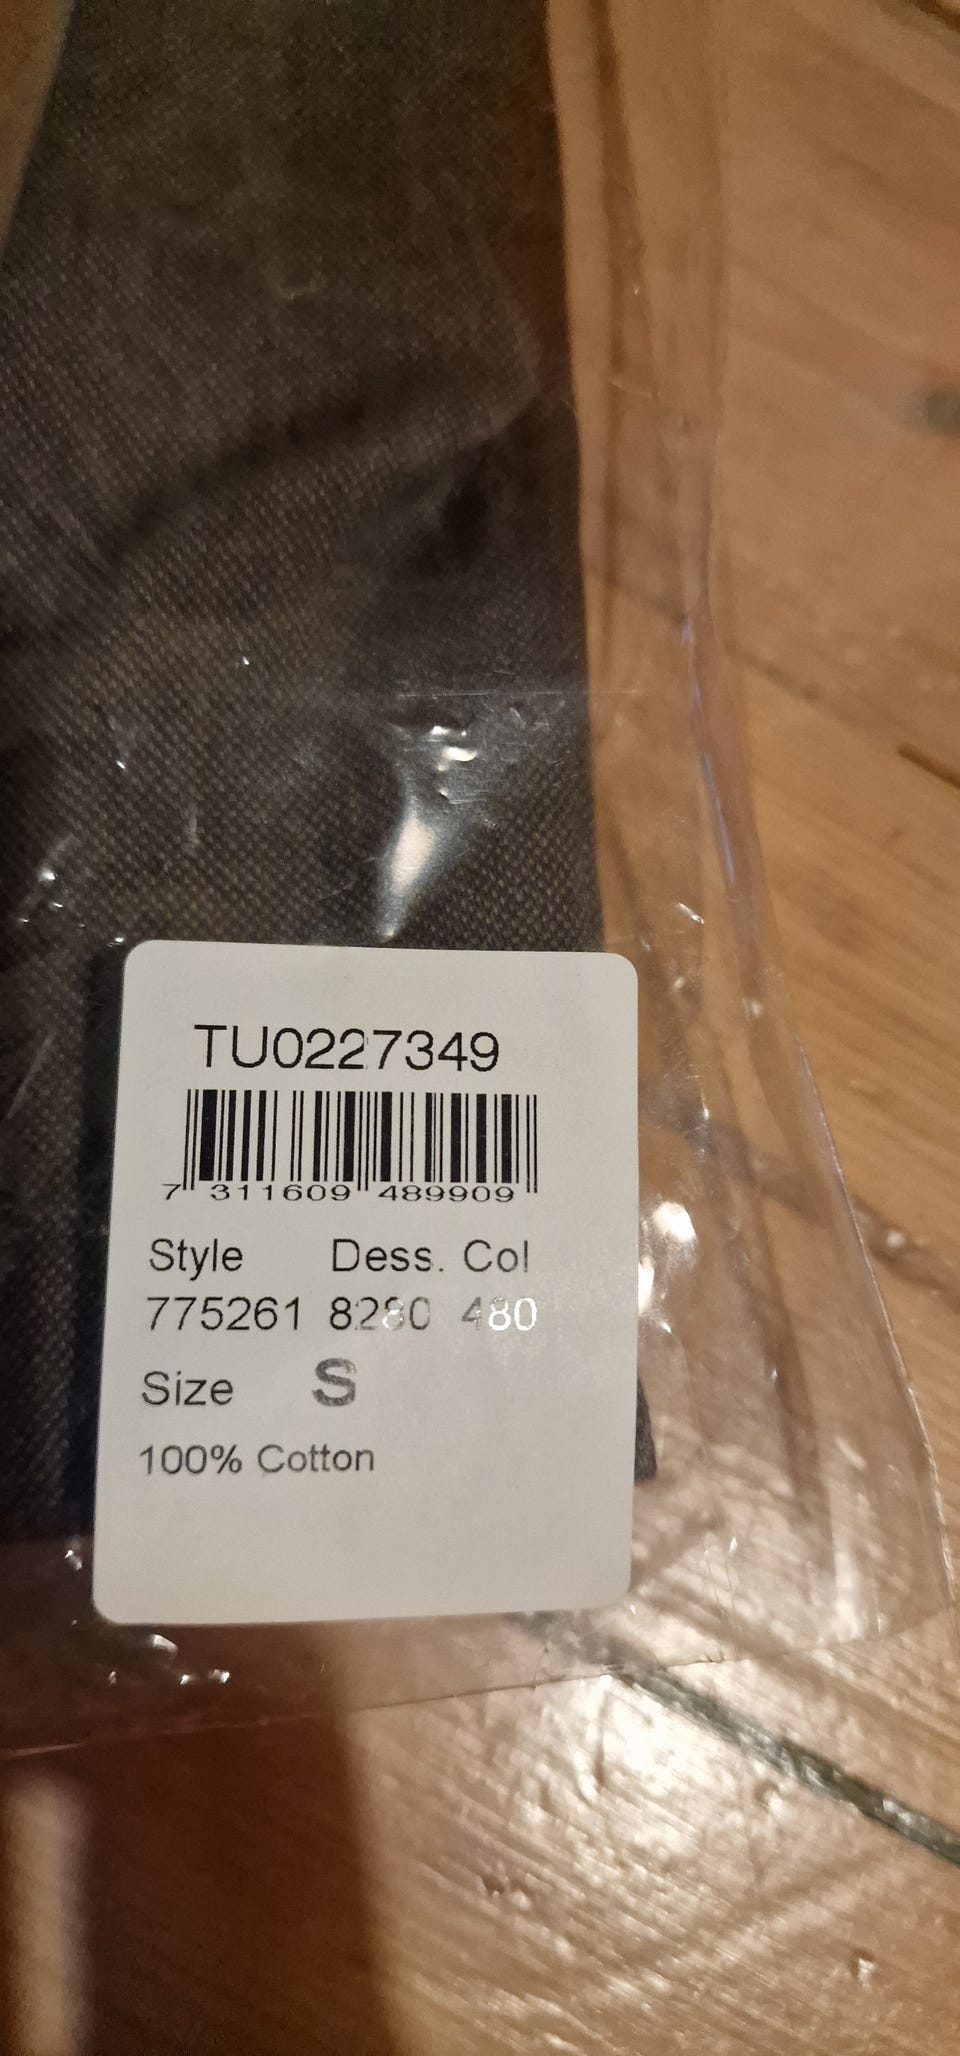 TU0227349
7 311609 489909
Style Dess. Col
775261 8280 480
Size S
100% Cotton